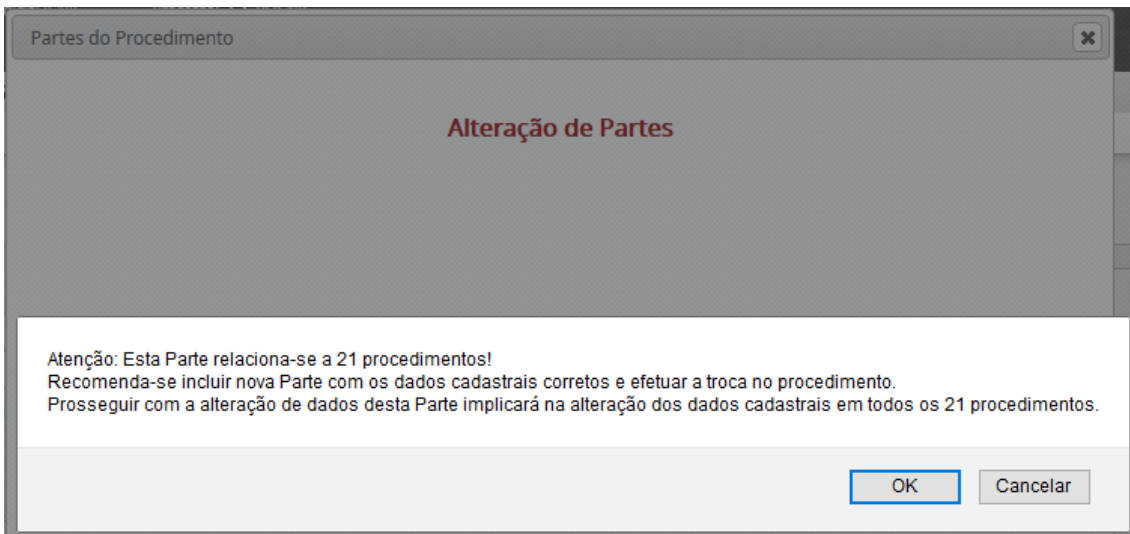 Partes do Procedimento
Alteração de Partes
Atenção: Esta Parte relaciona-se a 21 procedimentos!
Recomenda-se incluir nova Parte com os dados cadastrais corretos e efetuar a troca no procedimento.
Prosseguir com a alteração de dados desta Parte implicará na alteração dos dados cadastrais em todos os 21 procedimentos.
OK
Cancelar